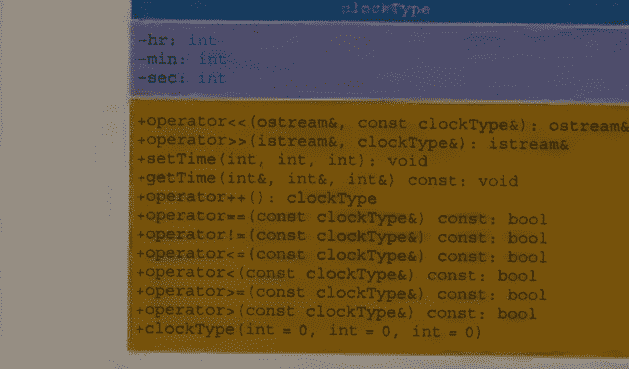 clockType
-hr: int
-min: int
-sec: int
+operator<<(ostream&, const clockType&): ostream&
+operator>>(istream&, clockType&): istream&
+setTime(int, int, int): void
-getTime(int&, int&, int&) const: void
+operator++(): clockType
+operator==(const clockType&) const: bool
+operator!=(const clockType&) const: bool
+operator<=(const clockType&) const: bool
+operator<(const clockType&) const: bool
+operator>=(const clockType&) const: bool
+operator>(const clockType&) const: bool
+clockType(int = 0, int = 0, int = 0)